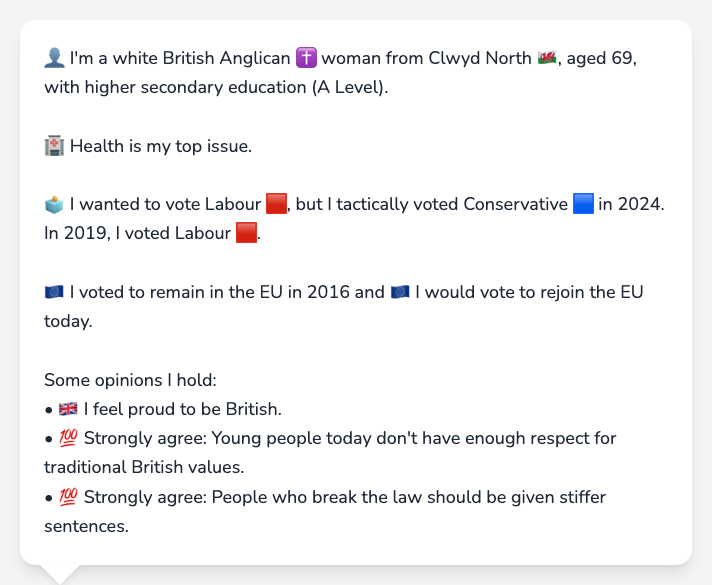 👤 I'm a white British Anglican ✝️ woman from Clwyd North 🏴󠁧󠁢󠁷󠁬󠁳󠁿, aged 69,
with higher secondary education (A Level).
🏥 Health is my top issue.
🗳️ I wanted to vote Labour 🟥, but I tactically voted Conservative 🟦 in 2024.
In 2019, I voted Labour 🟥.
🇪🇺 I voted to remain in the EU in 2016 and 🇪🇺 I would vote to rejoin the EU
today.
Some opinions I hold:
• 🇬🇧 I feel proud to be British.
• 💯 Strongly agree: Young people today don't have enough respect for
traditional British values.
• 💯 Strongly agree: People who break the law should be given stiffer
sentences.